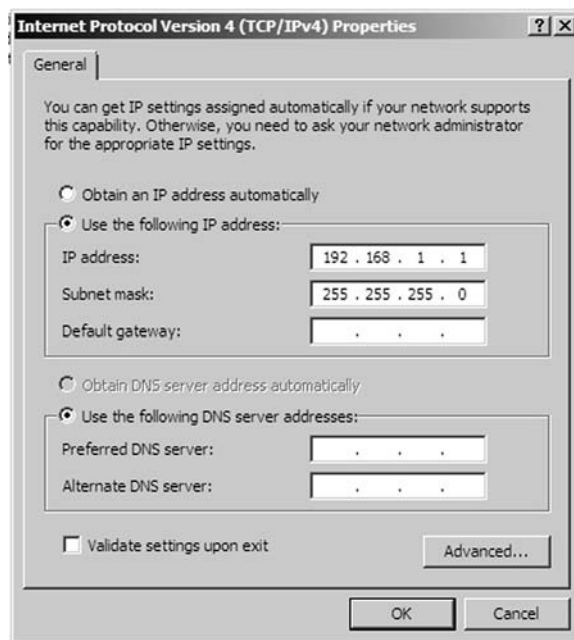 Internet Protocol Version 4 (TCP/IPv4) Properties ? X
General
You can get IP settings assigned automatically if your network supports
this capability. Otherwise, you need to ask your network administrator
for the appropriate IP settings.
Obtain an IP address automatically
Use the following IP address:
IP address: 192 . 168 . 1 . 1
Subnet mask: 255 . 255 . 255 . 0
Default gateway: . . .
Obtain DNS server address automatically
Use the following DNS server addresses:
Preferred DNS server: . . .
Alternate DNS server: . . .
Validate settings upon exit
Advanced...
OK Cancel